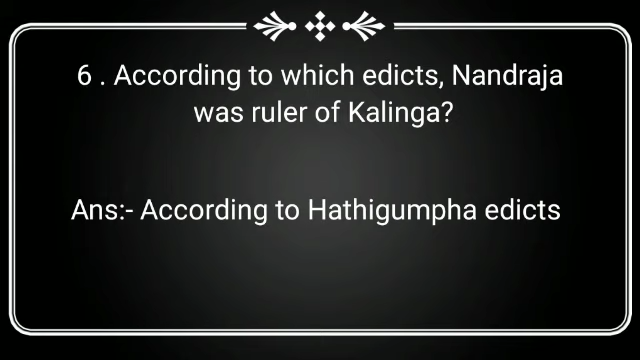 6 . According to which edicts, Nandraja
was ruler of Kalinga?
Ans:- According to Hathigumpha edicts